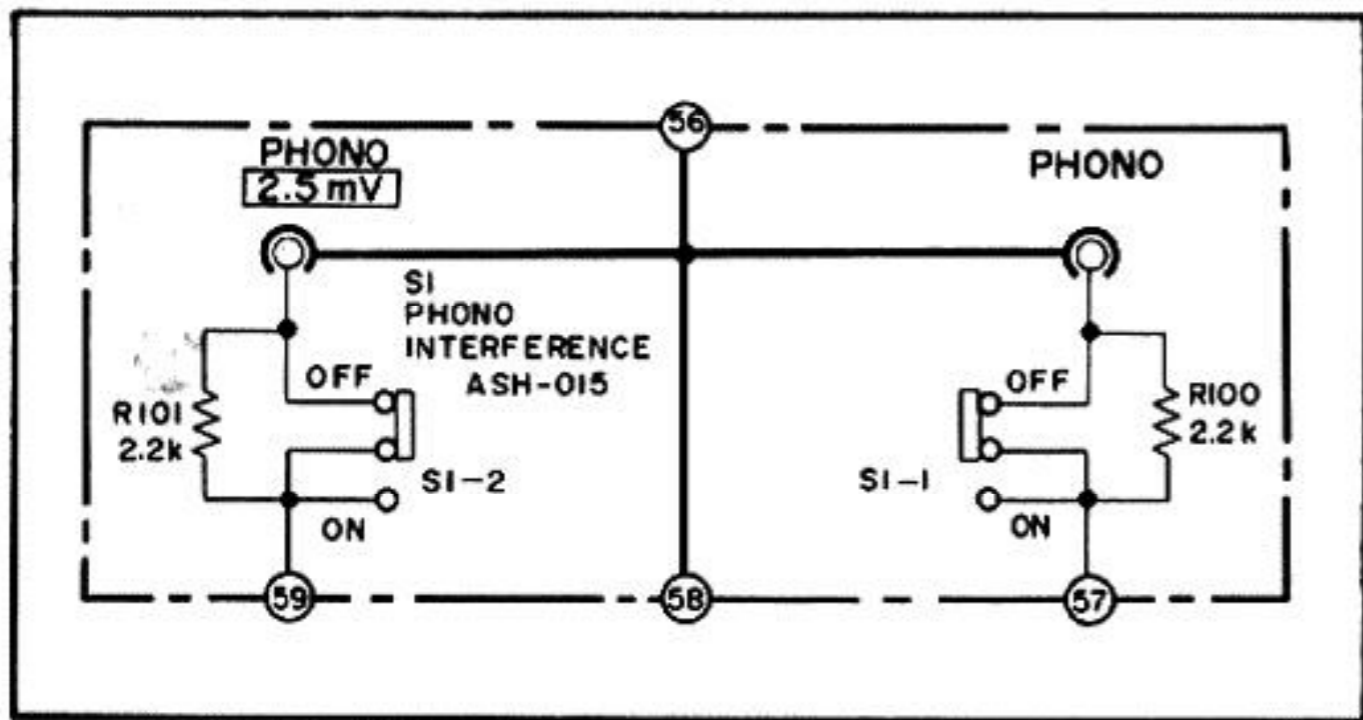 56
PHONO
2.5 mV
PHONO
S1
PHONO
INTERFERENCE
ASH-015
OFF
OFF
R101
2.2k
R100
2.2k
S1-2
S1-1
ON
ON
59
58
57